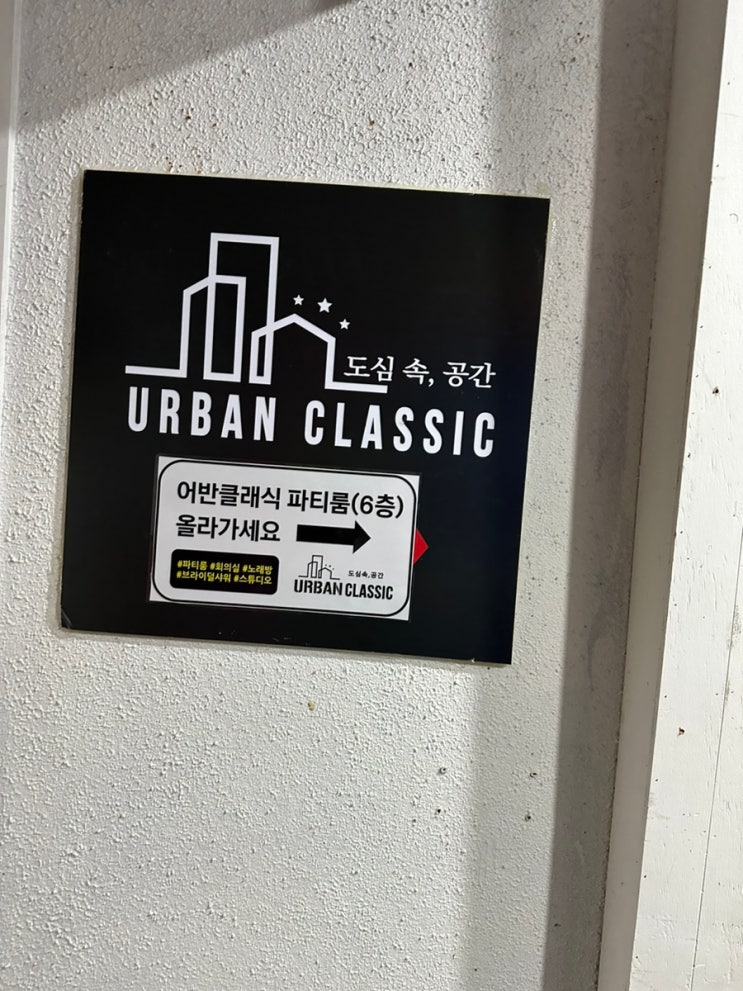 도심 속, 공간
URBAN CLASSIC
어반클래식 파티룸(6층)
올라가세요
#파티룸 #회의실 #노래방
#브라이덜샤워 #스튜디오
도심속,공간
URBAN CLASSIC